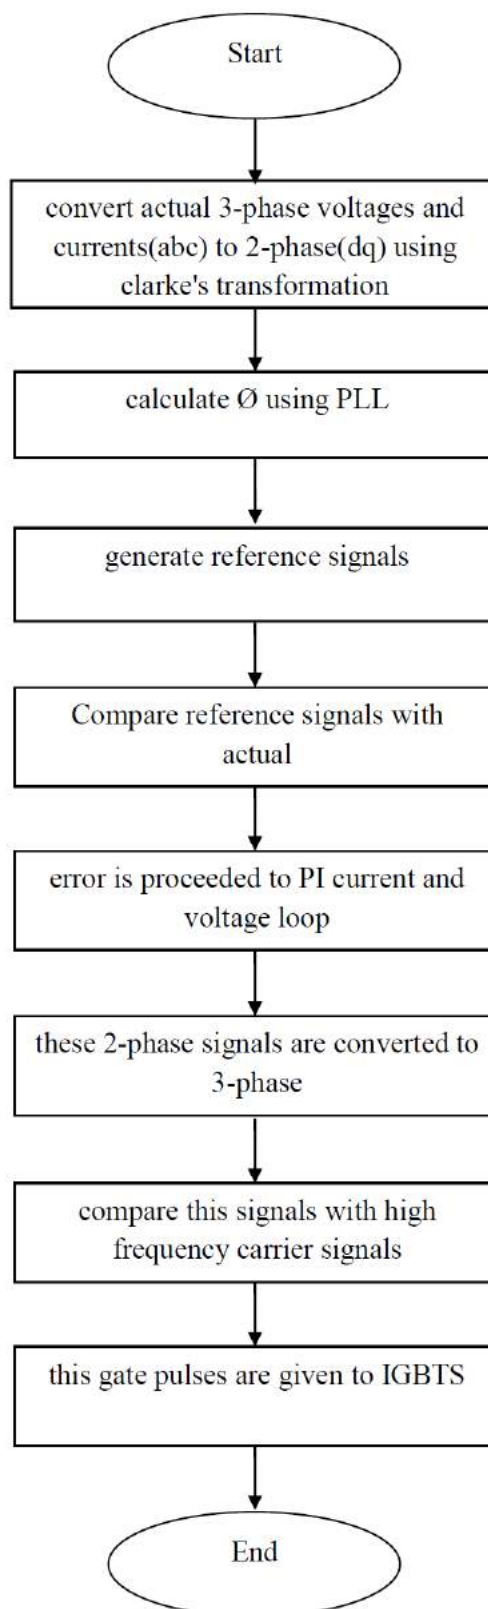 Start
convert actual 3-phase voltages and
currents(abc) to 2-phase(dq) using
clarke's transformation
calculate Ø using PLL
generate reference signals
Compare reference signals with
actual
error is proceeded to PI current and
voltage loop
these 2-phase signals are converted to
3-phase
compare this signals with high
frequency carrier signals
this gate pulses are given to IGBTS
End